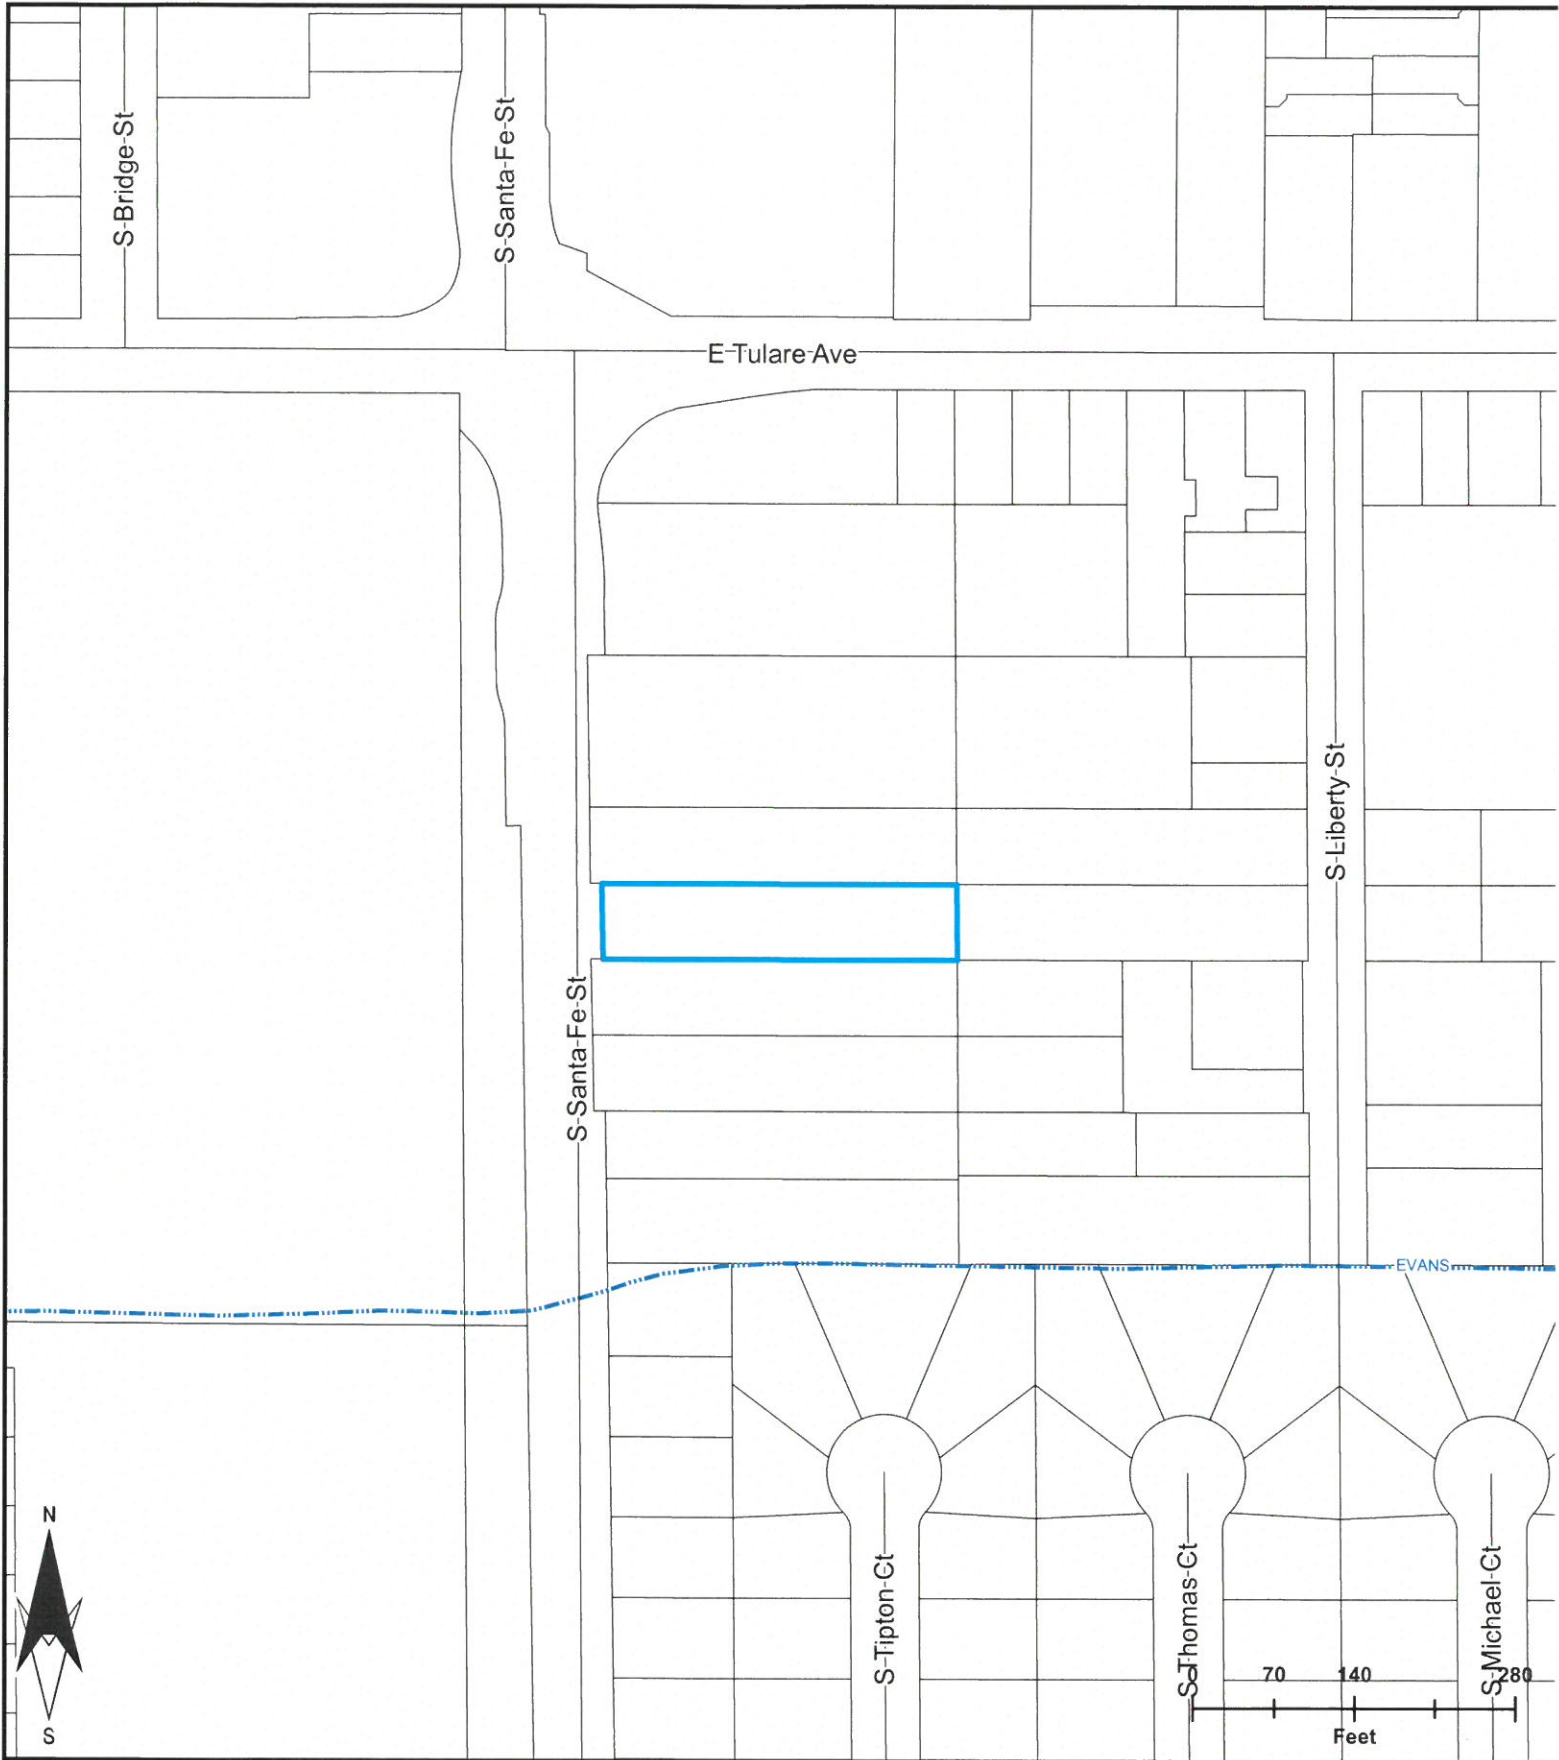 S-Bridge-St
S-Santa-Fe-St
E-Tulare-Ave
S-Liberty-St
S-Santa-Fe-St
EVANS
N
S
S-Tipton-Ct
S-Thomas-Ct
S-Michael-Ct
0 70 140 280
Feet